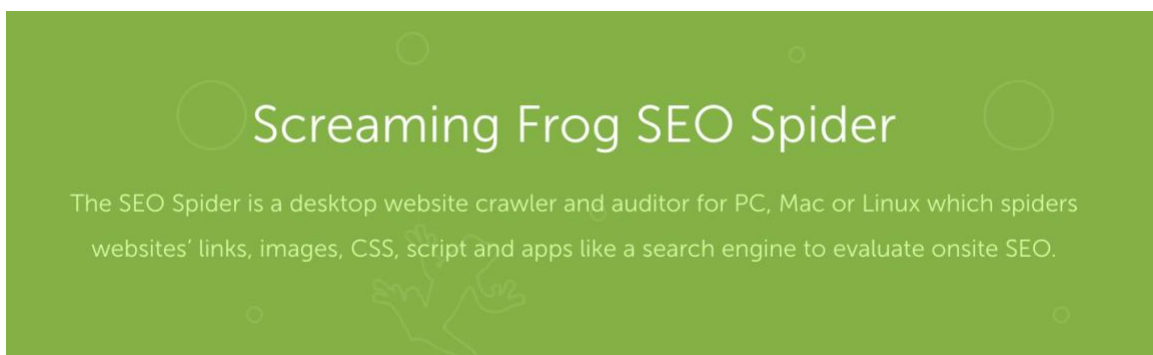 Screaming Frog SEO Spider
The SEO Spider is a desktop website crawler and auditor for PC, Mac or Linux which spiders
websites’ links, images, CSS, script and apps like a search engine to evaluate onsite SEO.